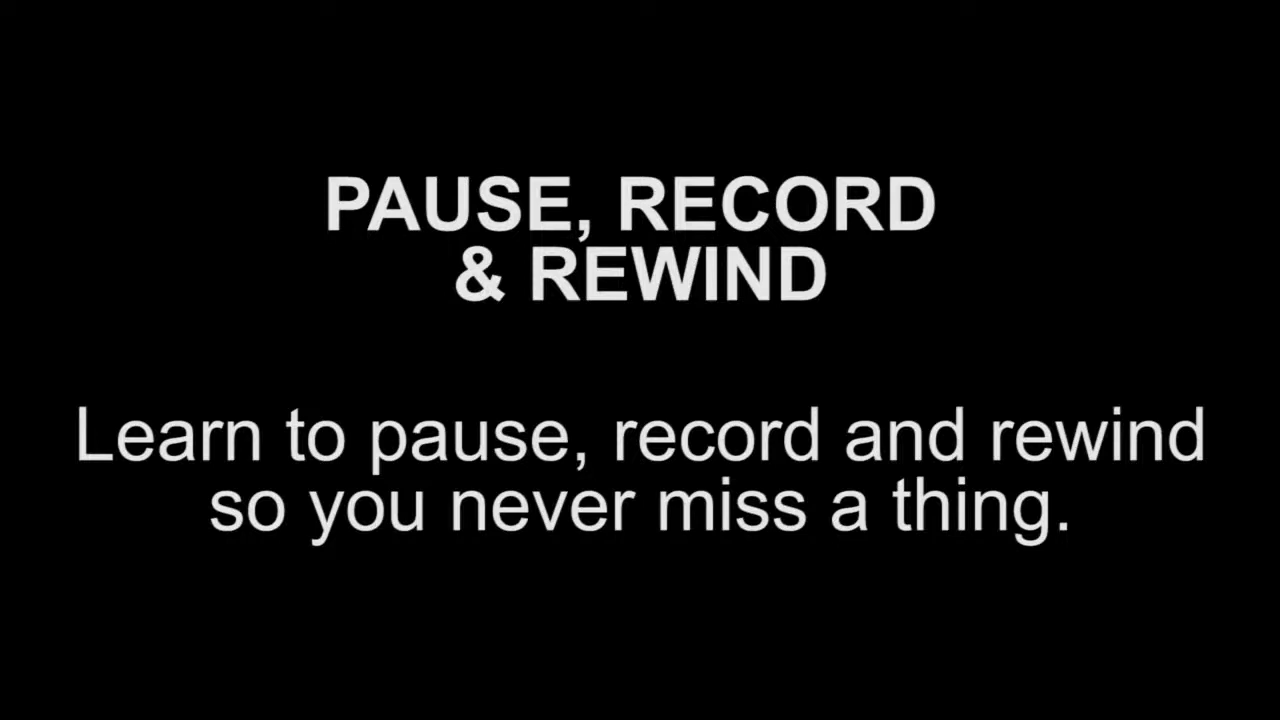 PAUSE, RECORD
& REWIND
Learn to pause, record and rewind
so you never miss a thing.